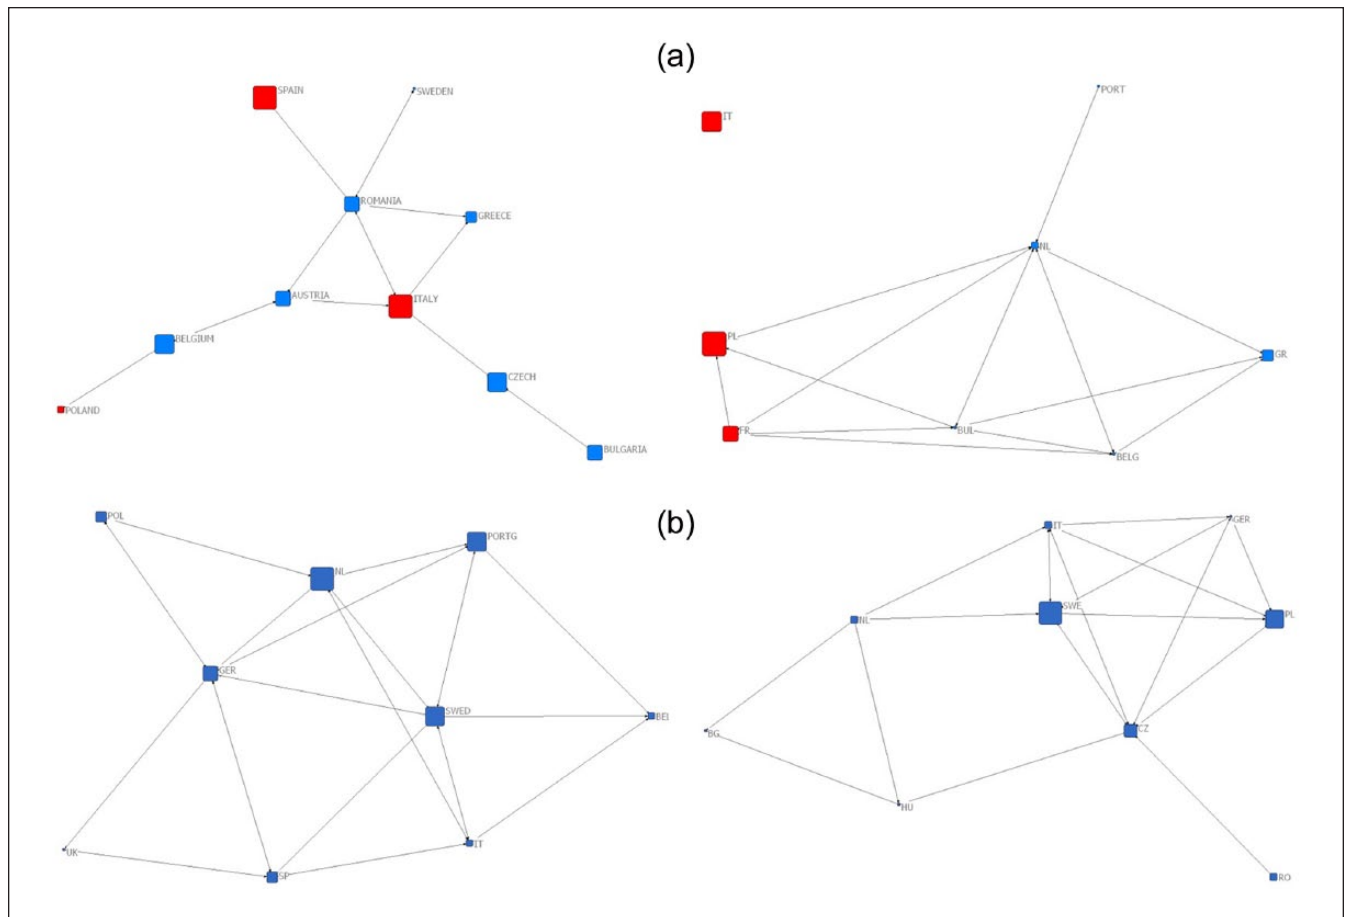 (a)
SPAIN
SWEDEN
ROMANIA
GREECE
AUSTRIA
ITALY
BELGIUM
CZECH
POLAND
BULGARIA
IT
PORT
NL
PL
GR
FR
BUL
BELG
(b)
POL
PORTG
NL
GER
SWED
BEL
UK
IT
SP
IT
GER
SWE
PL
NL
BG
CZ
HU
RO